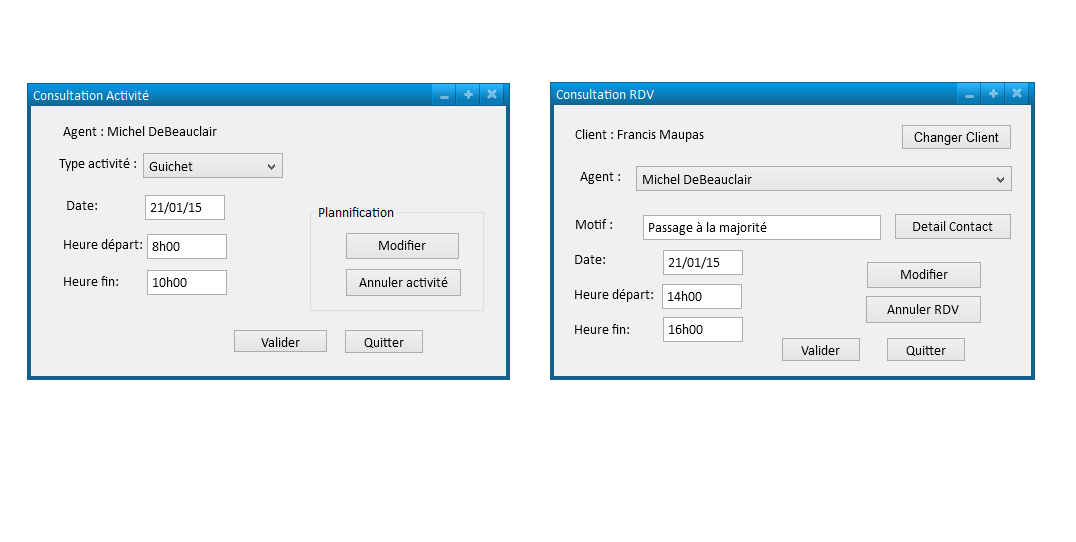 Consultation Activité
Agent : Michel DeBeauclair
Type activité : Guichet
Date: 21/01/15
Plannification
Heure départ: 8h00
Modifier
Heure fin: 10h00
Annuler activité
Valider Quitter
Consultation RDV
Client : Francis Maupas Changer Client
Agent : Michel DeBeauclair
Motif : Passage à la majorité Detail Contact
Date: 21/01/15
Modifier
Heure départ: 14h00
Annuler RDV
Heure fin: 16h00
Valider Quitter